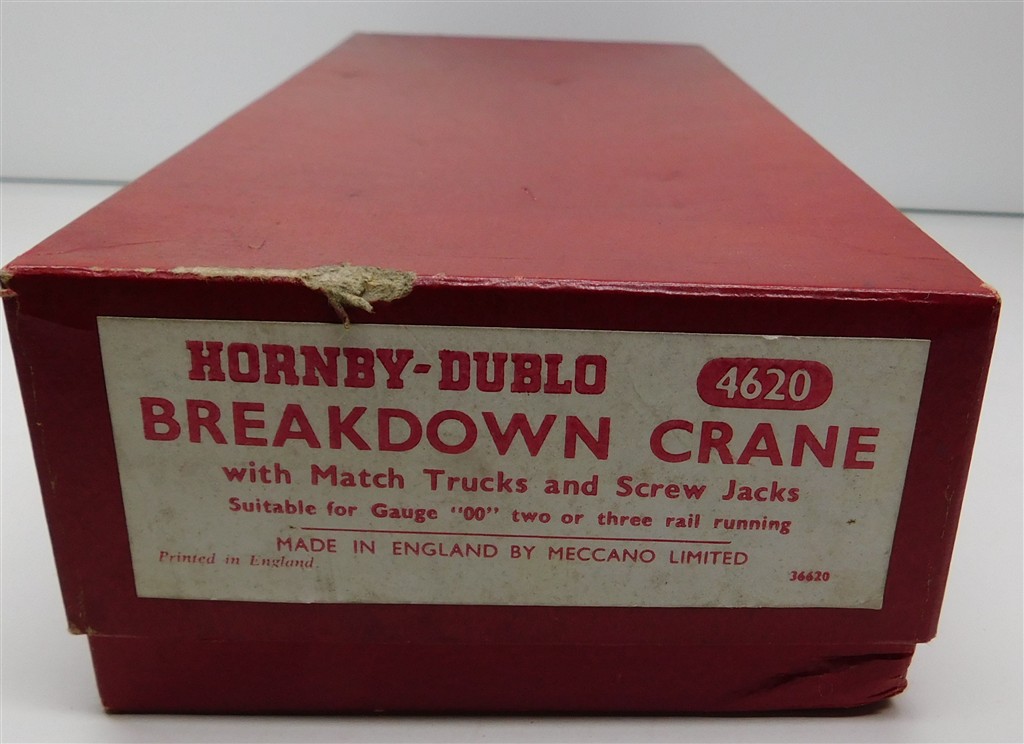 HORNBY-DUBLO 4620
BREAKDOWN CRANE
with Match Trucks and Screw Jacks
Suitable for Gauge "00" two or three rail running
MADE IN ENGLAND BY MECCANO LIMITED
Printed in England 36620